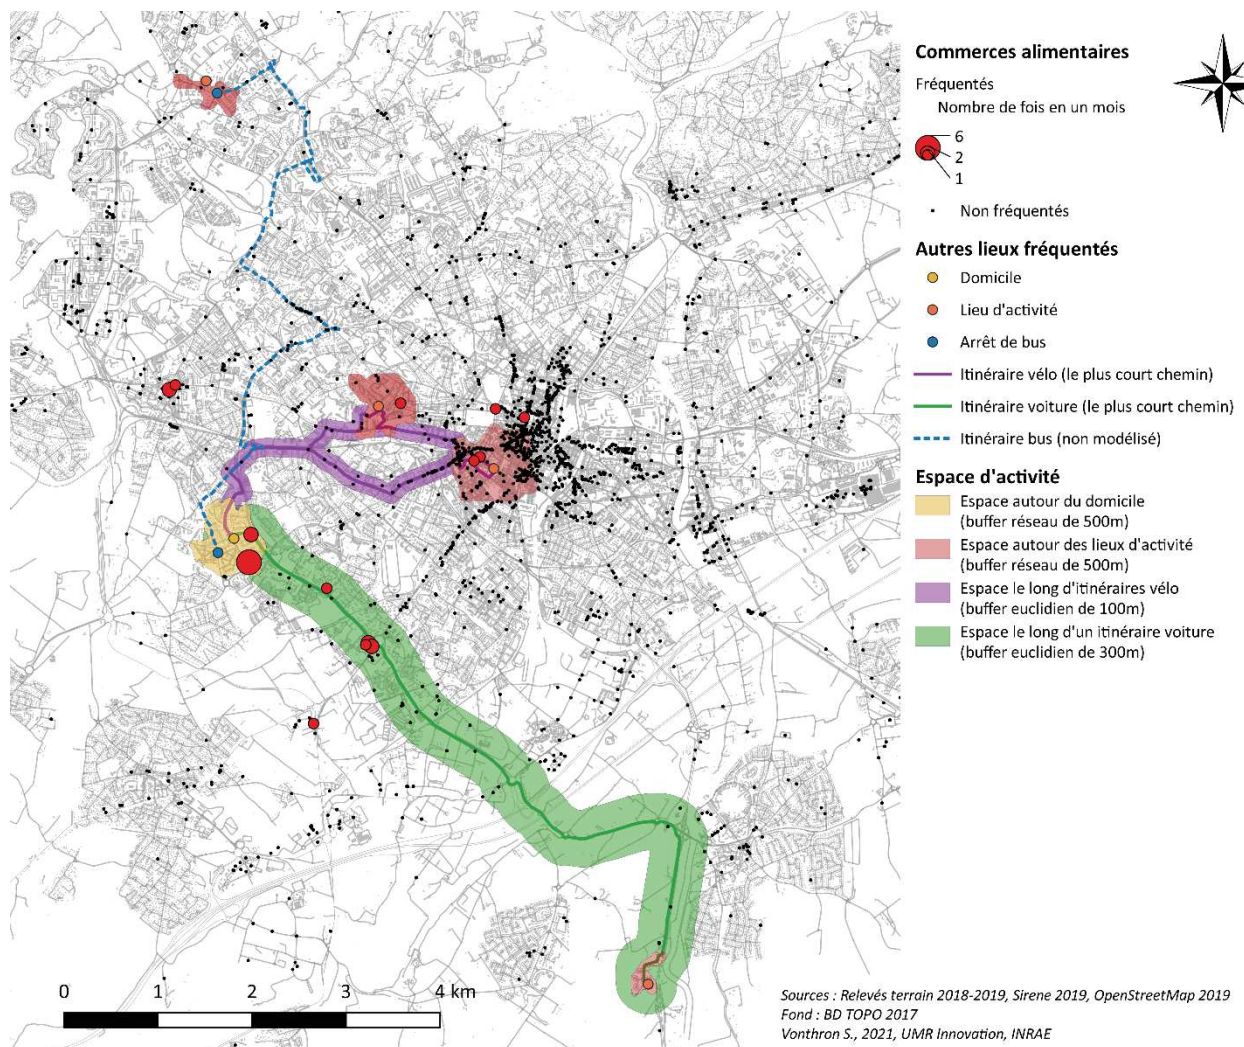 Commerces alimentaires
Fréquentés
Nombre de fois en un mois
6
2
1
Non fréquentés
Autres lieux fréquentés
Domicile
Lieu d'activité
Arrêt de bus
Itinéraire vélo (le plus court chemin)
Itinéraire voiture (le plus court chemin)
Itinéraire bus (non modélisé)
Espace d'activité
Espace autour du domicile
(buffer réseau de 500m)
Espace autour des lieux d'activité
(buffer réseau de 500m)
Espace le long d'itinéraires vélo
(buffer euclidien de 100m)
Espace le long d'un itinéraire voiture
(buffer euclidien de 300m)
0 1 2 3 4 km
Sources : Relevés terrain 2018-2019, Sirene 2019, OpenStreetMap 2019
Fond : BD TOPO 2017
Vonthron S., 2021, UMR Innovation, INRAE